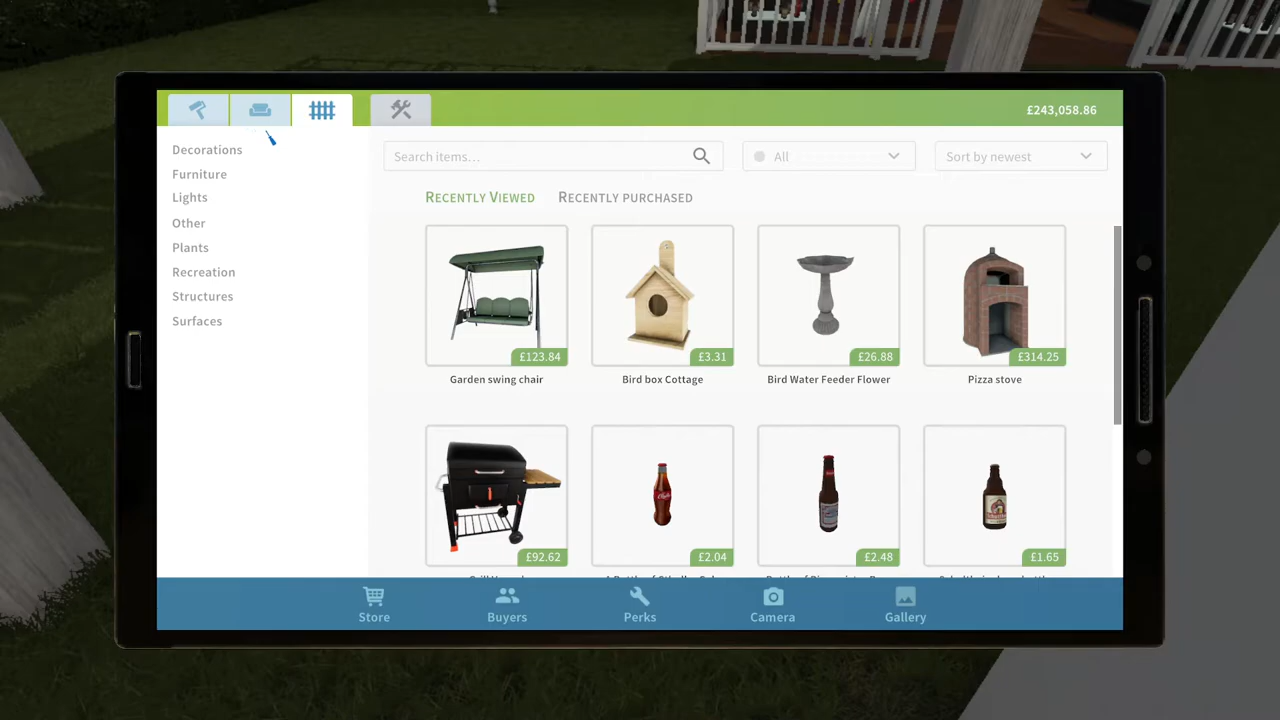 £243,058.86
Decorations
Furniture
Lights
Other
Plants
Recreation
Structures
Surfaces
Search items...
All
Sort by newest
RECENTLY VIEWED
RECENTLY PURCHASED
£123.84
£3.31
£26.88
£314.25
Garden swing chair
Bird box Cottage
Bird Water Feeder Flower
Pizza stove
£92.62
£2.04
£2.48
£1.65
Store
Buyers
Perks
Camera
Gallery